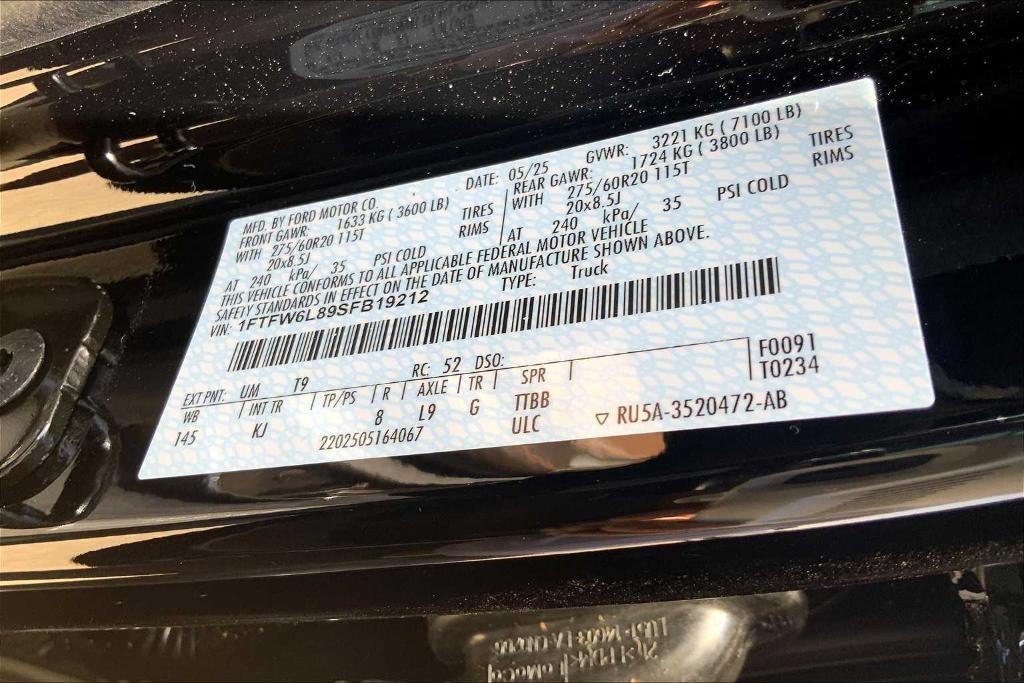 MFD. BY FORD MOTOR CO.
DATE: 05/25 GVWR: 3221 KG ( 7100 LB)
FRONT GAWR: 1633 KG ( 3600 LB)
WITH 275/60R20 115T TIRES
20x8.5J RIMS
AT 240 kPa/ 35 PSI COLD
REAR GAWR: 1724 KG ( 3800 LB)
WITH 275/60R20 115T TIRES
20x8.5J RIMS
AT 240 kPa/ 35 PSI COLD
THIS VEHICLE CONFORMS TO ALL APPLICABLE FEDERAL MOTOR VEHICLE
SAFETY STANDARDS IN EFFECT ON THE DATE OF MANUFACTURE SHOWN ABOVE.
VIN: 1FTFW6L89SFB19212 TYPE: Truck
EXT PNT: UM T9 RC: 52 DSO:
WB | INT TR | TP/PS | R | AXLE | TR | SPR | F0091
145 KJ 8 L9 G TTBB T0234
2202505164067 ULC ▽ RU5A-3520472-AB